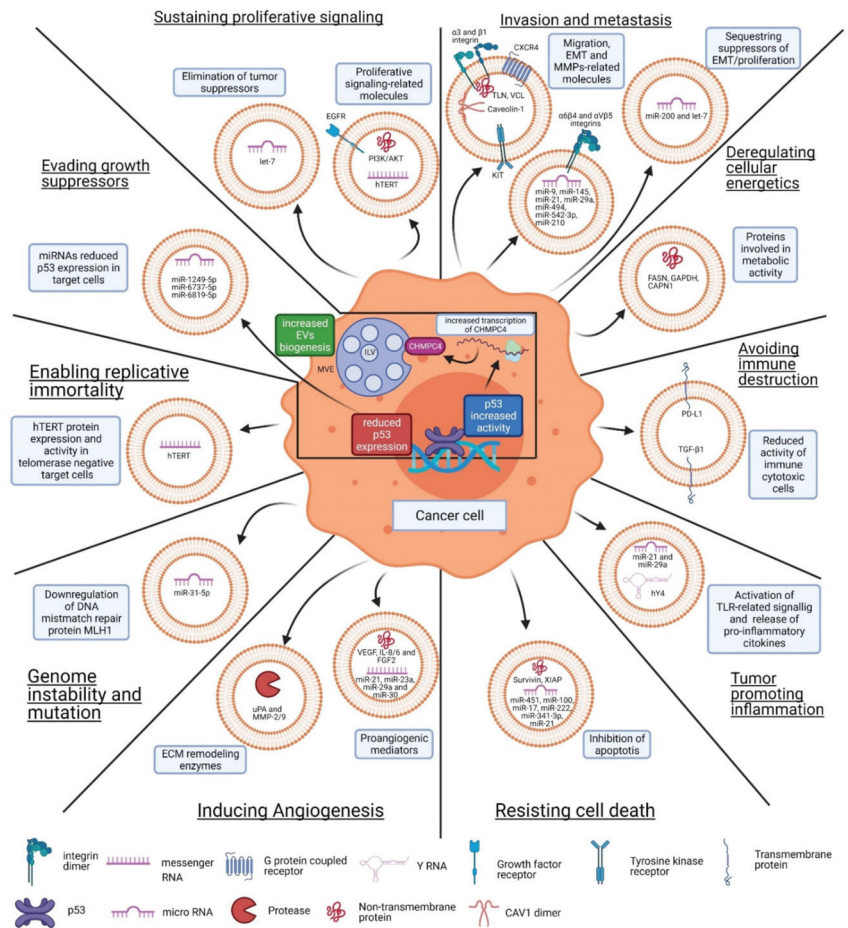 Sustaining proliferative signaling
Elimination of tumor
suppressors
let-7
Proliferative
signaling-related
molecules
EGFR
PI3K/AKT
hTERT
Invasion and metastasis
α3 and β1
integrin
CXCR4
TLN, VCL
Caveolin-1
KIT
Migration,
EMT and
MMPs-related
molecules
α6β4 and αVβ5
integrins
miR-9, miR-145,
miR-21, miR-29a,
miR-494,
miR-542-3p,
miR-210
Sequestring
suppressors of
EMT/proliferation
miR-200 and let-7
Evading growth
suppressors
miRNAs reduced
p53 expression in
target cells
miR-1249-5p
miR-6737-5p
miR-6819-5p
Deregulating
cellular
energetics
FASN, GAPDH,
CAPN1
Proteins
involved in
metabolic
activity
increased
EVs
biogenesis
ILV
MVE
CHMPC4
increased transcription
of CHMPC4
reduced
p53
expression
p53
increased
activity
Cancer cell
Enabling replicative
immortality
hTERT protein
expression and
activity in
telomerase negative
target cells
hTERT
Avoiding
immune
destruction
PD-L1
TGF-β1
Reduced
activity of
immune
cytotoxic
cells
Downregulation
of DNA
mismatch repair
protein MLH1
miR-31-5p
Genome
instability and
mutation
miR-21 and
miR-29a
hY4
Activation of
TLR-related signallig
and release of
pro-inflammatory
citokines
Tumor
promoting
inflammation
uPA and
MMP-2/9
ECM remodeling
enzymes
VEGF, IL-8/6 and
FGF2
miR-21, miR-23a,
miR-29a and
miR-30
Proangiogenic
mediators
Inducing Angiogenesis
Survivin, XIAP
miR-451, miR-100,
miR-17, miR-222,
miR-341-3p,
miR-21
Inhibition of
apoptotis
Resisting cell death
integrin
dimer
messenger
RNA
G protein coupled
receptor
Y RNA
Growth factor
receptor
Tyrosine kinase
receptor
Transmembrane
protein
p53
micro RNA
Protease
Non-transmembrane
protein
CAV1 dimer